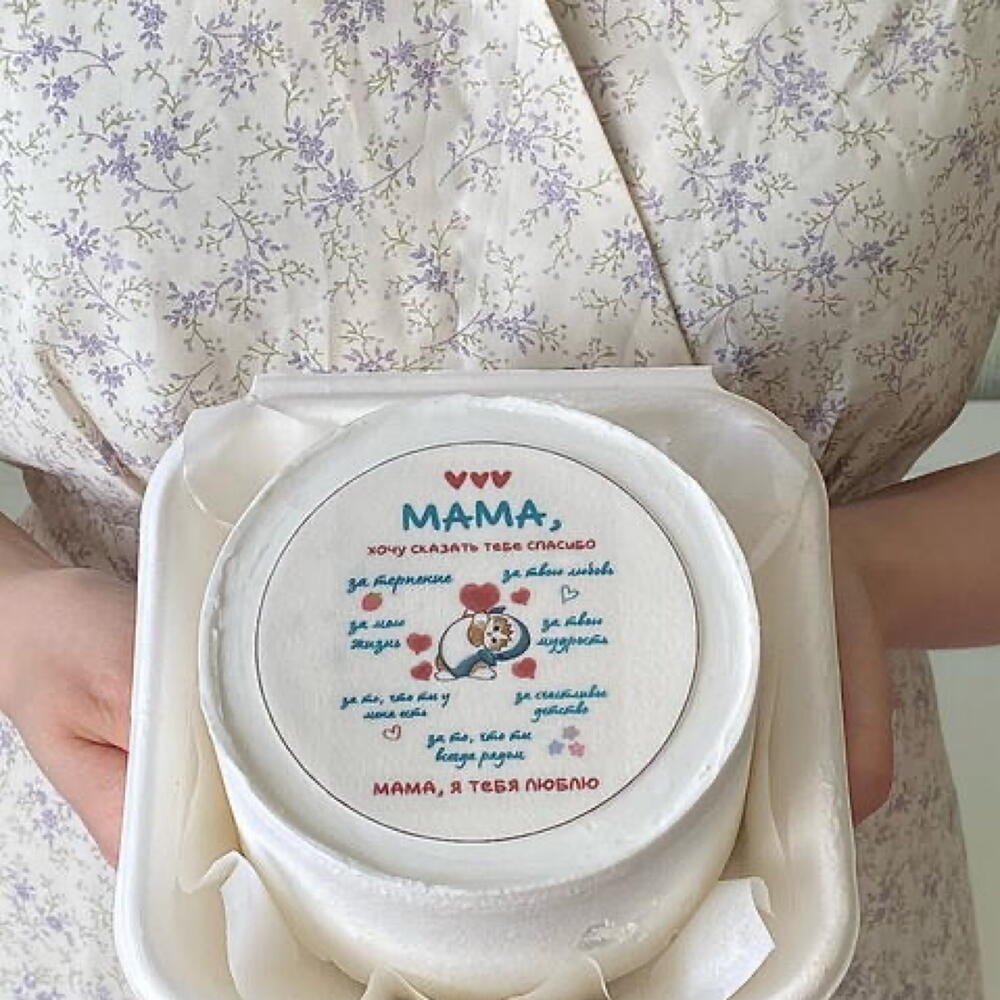 МАМА,
ХОЧУ СКАЗАТЬ ТЕБЕ СПАСИБО
за терпение
за твою любовь
за мою
жизнь
за твою
мудрость
за то, что ты у
меня есть
за счастливое
детство
за то, что ты
всегда рядом
МАМА, Я ТЕБЯ ЛЮБЛЮ